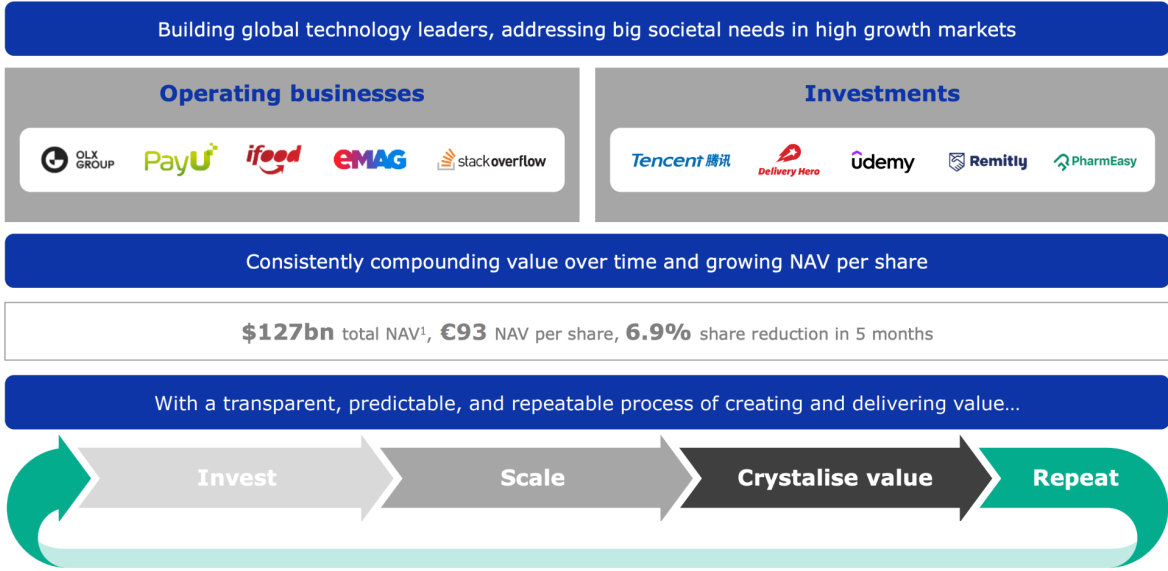 Building global technology leaders, addressing big societal needs in high growth markets
Operating businesses
OLX
GROUP
PayU
ifood
eMAG
stackoverflow
Investments
Tencent 腾讯
Delivery Hero
ûdemy
Remitly
PharmEasy
Consistently compounding value over time and growing NAV per share
$127bn total NAV¹, €93 NAV per share, 6.9% share reduction in 5 months
With a transparent, predictable, and repeatable process of creating and delivering value…
Invest
Scale
Crystalise value
Repeat